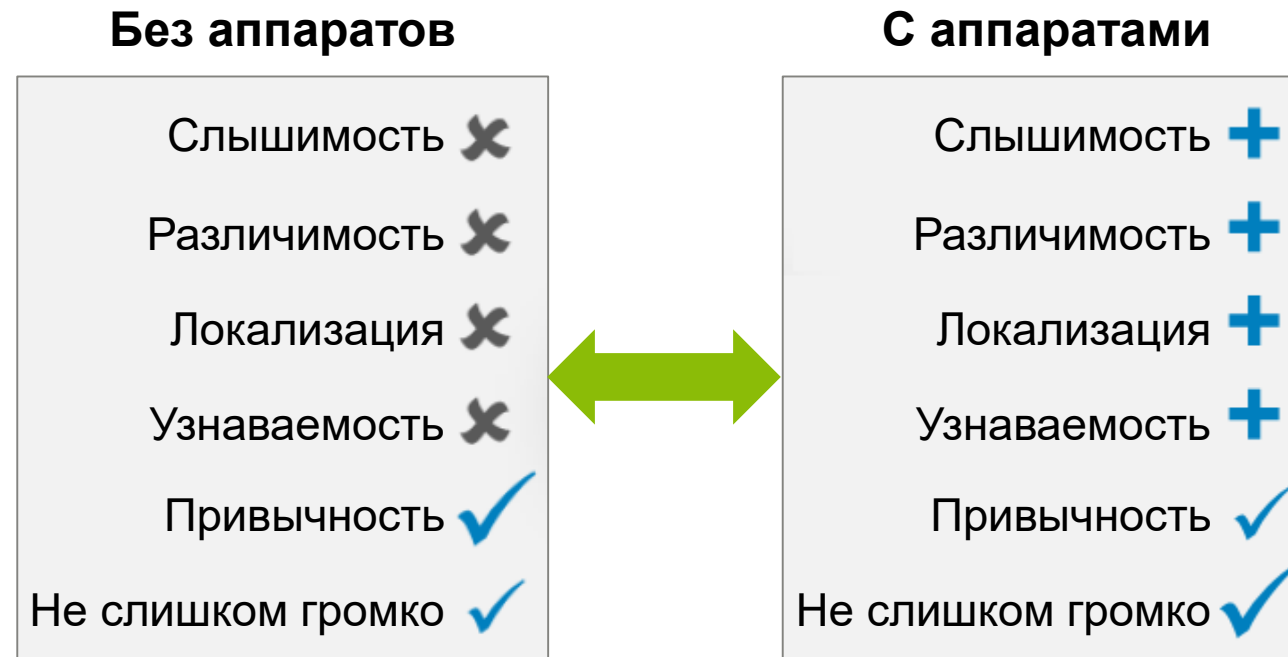 Без аппаратов
Слышимость
Различимость
Локализация
Узнаваемость
Привычность
Не слишком громко
С аппаратами
Слышимость
Различимость
Локализация
Узнаваемость
Привычность
Не слишком громко